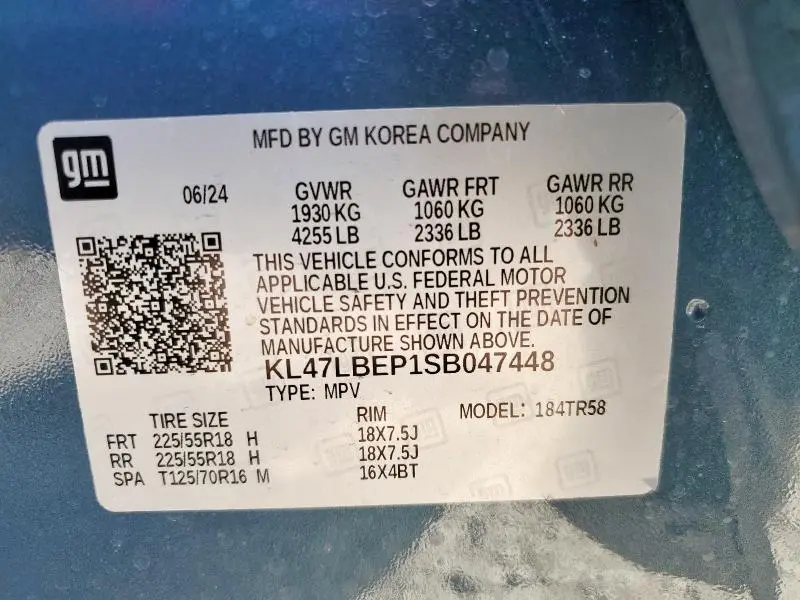 gm
MFD BY GM KOREA COMPANY
06/24
GVWR GAWR FRT GAWR RR
1930 KG 1060 KG 1060 KG
4255 LB 2336 LB 2336 LB
THIS VEHICLE CONFORMS TO ALL
APPLICABLE U.S. FEDERAL MOTOR
VEHICLE SAFETY AND THEFT PREVENTION
STANDARDS IN EFFECT ON THE DATE OF
MANUFACTURE SHOWN ABOVE.
KL47LBEP1SB047448
TYPE: MPV
TIRE SIZE RIM MODEL: 184TR58
FRT 225/55R18 H 18X7.5J
RR 225/55R18 H 18X7.5J
SPA T125/70R16 M 16X4BT